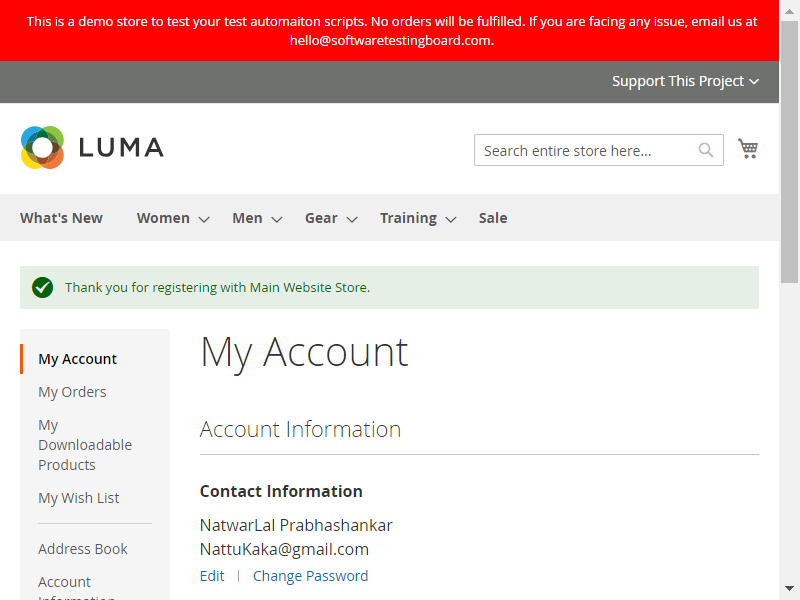 This is a demo store to test your test automaiton scripts. No orders will be fulfilled. If you are facing any issue, email us at
hello@softwaretestingboard.com.
Support This Project
LUMA
Search entire store here...
What's New Women Men Gear Training Sale
Thank you for registering with Main Website Store.
My Account
My Orders
My
Downloadable
Products
My Wish List
Address Book
Account
Information
My Account
Account Information
Contact Information
NatwarLal Prabhashankar
NattuKaka@gmail.com
Edit | Change Password